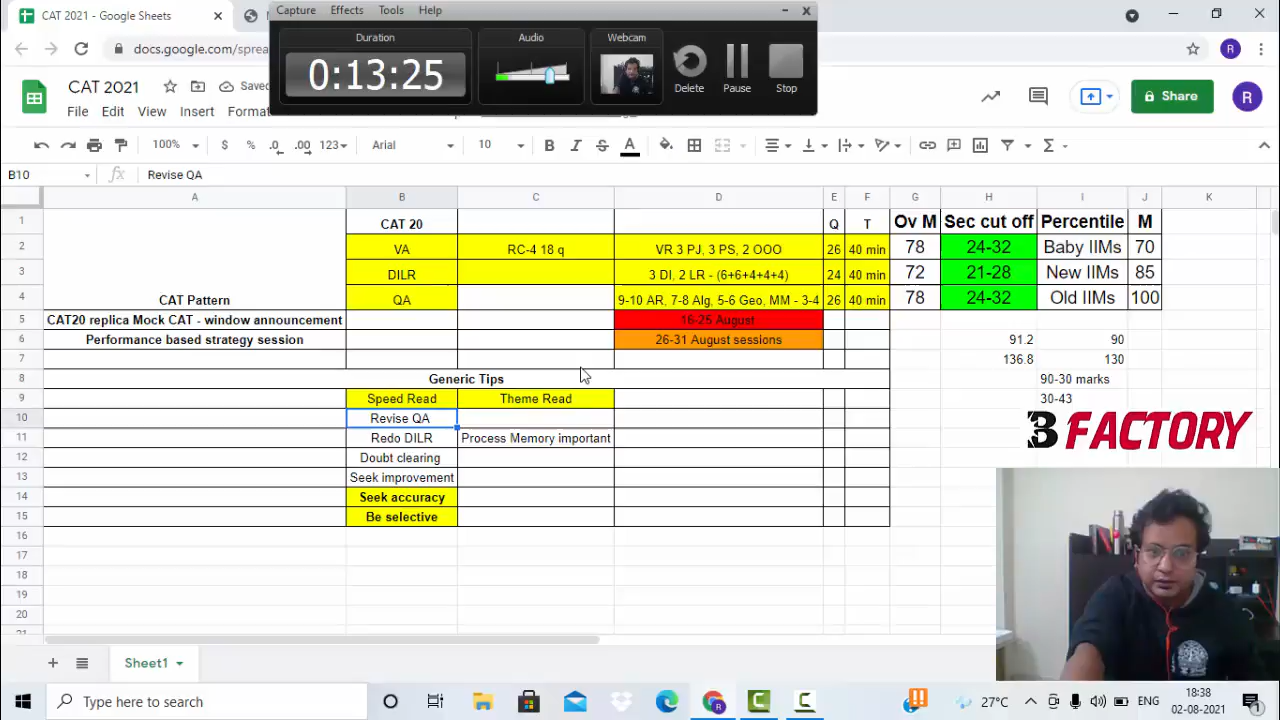 CAT 2021 - Google Sheets
Capture Effects Tools Help
Duration Audio Webcam
0:13:25
Delete Pause Stop
docs.google.com/sprea
R
CAT 2021
Saved
File Edit View Insert Format
Share
R
100% $ % .0 .00 123 Arial 10 B I S A
B10 fx Revise QA
A B C D E F G H I J K
1 CAT 20 Q T Ov M Sec cut off Percentile M
2 VA RC-4 18 q VR 3 PJ, 3 PS, 2 OOO 26 40 min 78 24-32 Baby IIMs 70
3 DILR 3 DI, 2 LR - (6+6+4+4+4) 24 40 min 72 21-28 New IIMs 85
4 CAT Pattern QA 9-10 AR, 7-8 Alg, 5-6 Geo, MM - 3-4 26 40 min 78 24-32 Old IIMs 100
5 CAT20 replica Mock CAT - window announcement 16-25 August
6 Performance based strategy session 26-31 August sessions 91.2 90
7 136.8 130
8 Generic Tips 90-30 marks
9 Speed Read Theme Read 30-43
10 Revise QA
11 Redo DILR Process Memory important
12 Doubt clearing
13 Seek improvement
14 Seek accuracy
15 Be selective
16
17
18
19
20
21
B FACTORY
Sheet1
Type here to search
27°C ENG 18:38
02-08-2021